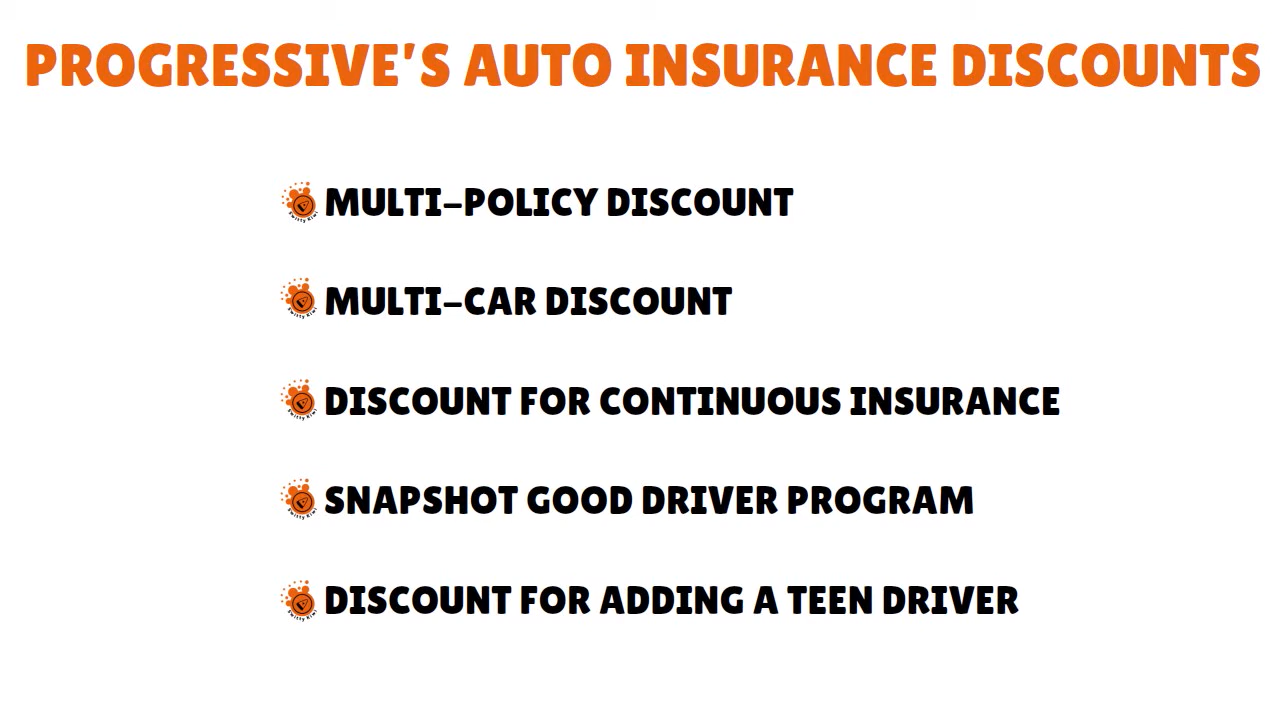 PROGRESSIVE'S AUTO INSURANCE DISCOUNTS
MULTI-POLICY DISCOUNT
MULTI-CAR DISCOUNT
DISCOUNT FOR CONTINUOUS INSURANCE
SNAPSHOT GOOD DRIVER PROGRAM
DISCOUNT FOR ADDING A TEEN DRIVER